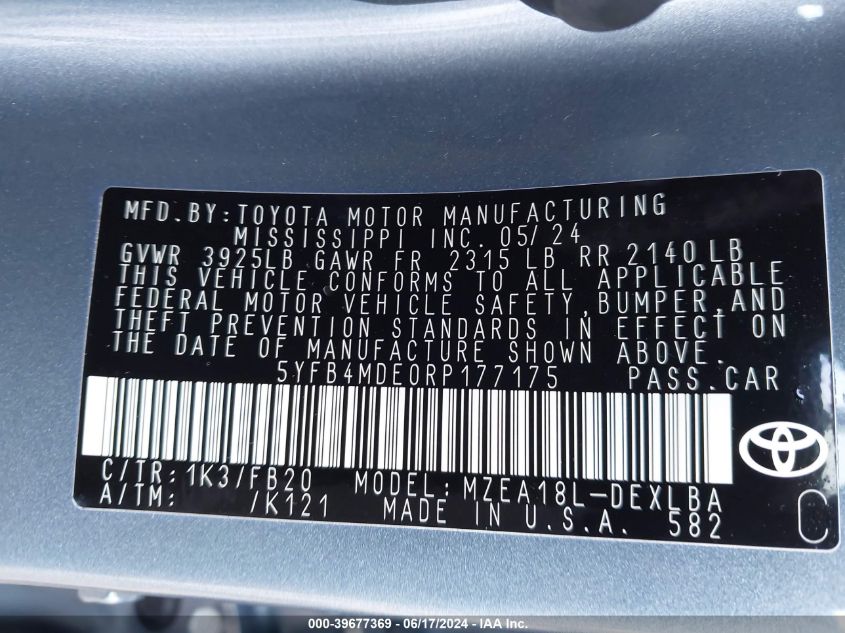 MFD.BY:TOYOTA MOTOR MANUFACTURING
MISSISSIPPI INC. 05/24
GVWR 3925LB GAWR FR 2315 LB RR 2140 LB
THIS VEHICLE CONFORMS TO ALL APPLICABLE
FEDERAL MOTOR VEHICLE SAFETY,BUMPER,AND
THEFT PREVENTION STANDARDS IN EFFECT ON
THE DATE OF MANUFACTURE SHOWN ABOVE.
5YFB4MDE0RP177175 PASS.CAR
C/TR:1K3/FB20 MODEL:MZEA18L-DEXLBA
A/TM: /K121 MADE IN U.S.A. 582
C
000-39677369 - 06/17/2024 - IAA Inc.